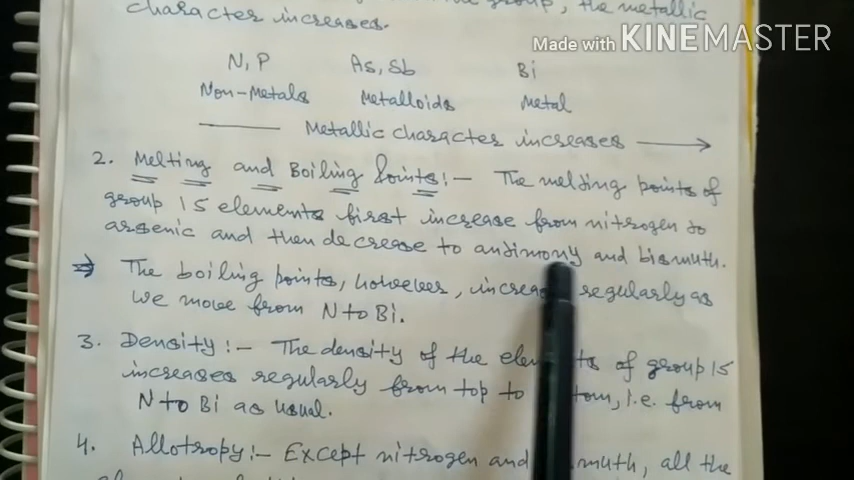 group, the metallic
character increases.
Made with KINEMASTER
N, P As, Sb Bi
Non-Metals Metalloids Metal
Metallic character increases
2. Melting and Boiling Points:- The melting points of
group 15 elements first increase from nitrogen to
arsenic and then decrease to antimony and bismuth.
⇒ The boiling points, however, increase regularly as
we move from N to Bi.
3. Density:- The density of the of group 15
increases regularly from top to i.e. from
N to Bi as usual.
4. Allotropy:- Except nitrogen and all the